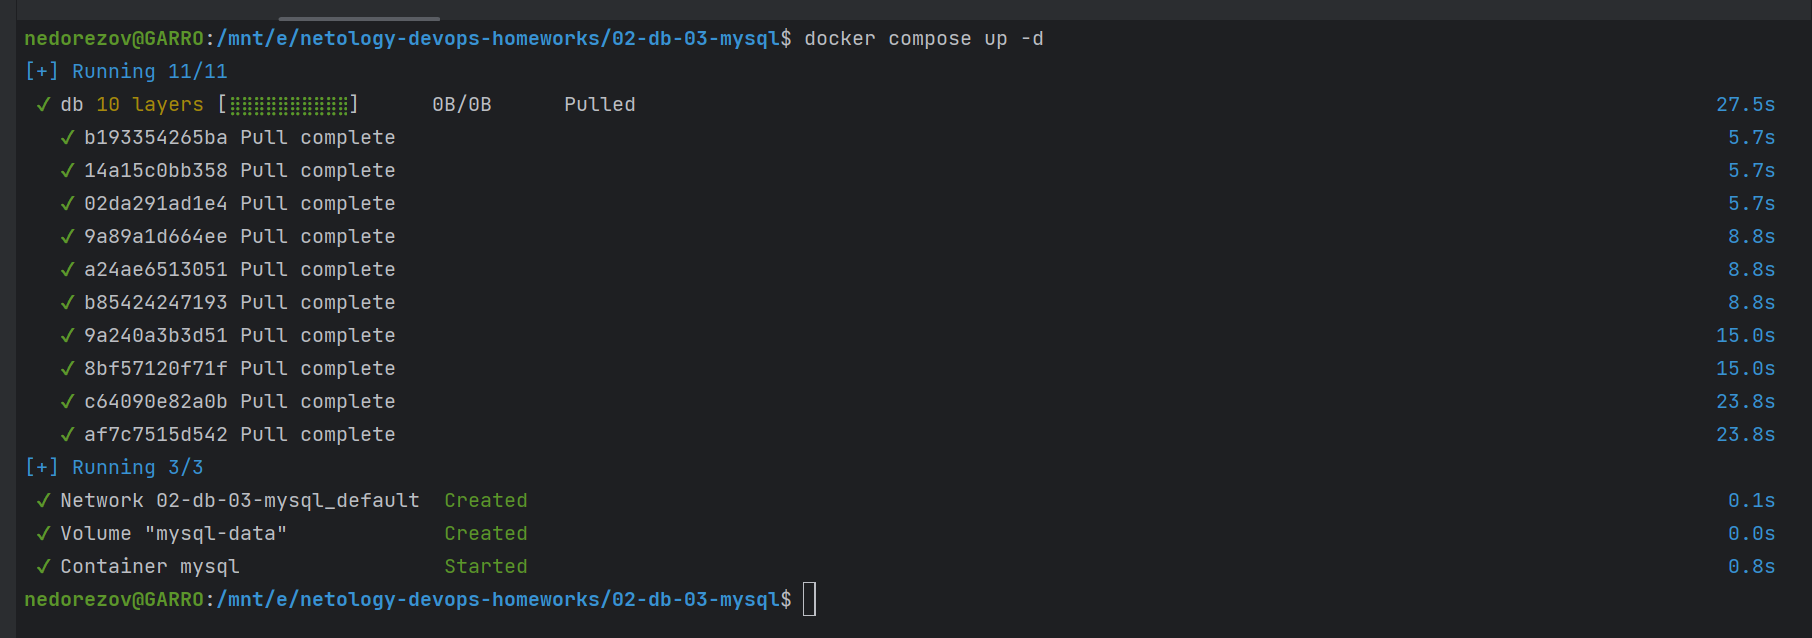 nedorezov@GARRO:/mnt/e/netology-devops-homeworks/02-db-03-mysql$ docker compose up -d
[+] Running 11/11
✓ db 10 layers [⣿⣿⣿⣿⣿⣿⣿⣿⣿⣿] 0B/0B Pulled 27.5s
✓ b193354265ba Pull complete 5.7s
✓ 14a15c0bb358 Pull complete 5.7s
✓ 02da291ad1e4 Pull complete 5.7s
✓ 9a89a1d664ee Pull complete 8.8s
✓ a24ae6513051 Pull complete 8.8s
✓ b85424247193 Pull complete 8.8s
✓ 9a240a3b3d51 Pull complete 15.0s
✓ 8bf57120f71f Pull complete 15.0s
✓ c64090e82a0b Pull complete 23.8s
✓ af7c7515d542 Pull complete 23.8s
[+] Running 3/3
✓ Network 02-db-03-mysql_default Created 0.1s
✓ Volume "mysql-data" Created 0.0s
✓ Container mysql Started 0.8s
nedorezov@GARRO:/mnt/e/netology-devops-homeworks/02-db-03-mysql$